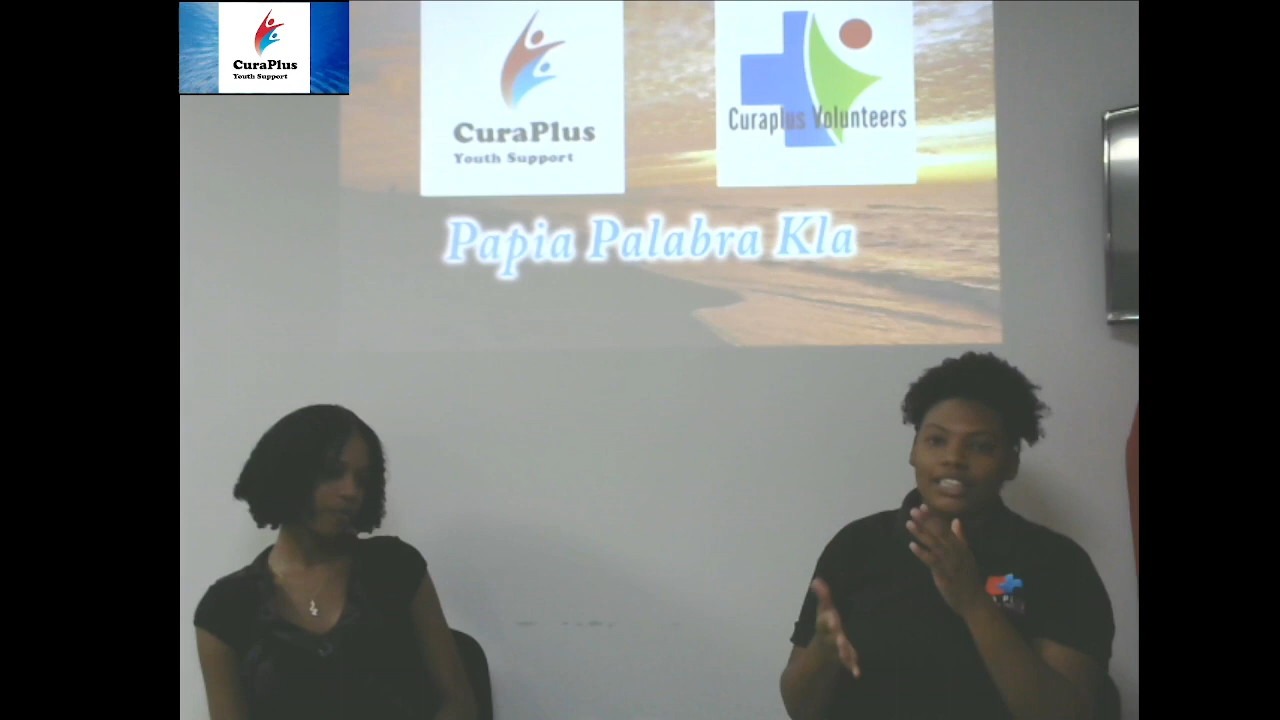 CuraPlus
Youth Support
CuraPlus
Youth Support
Curaplus Volunteers
Papia Palabra Kla